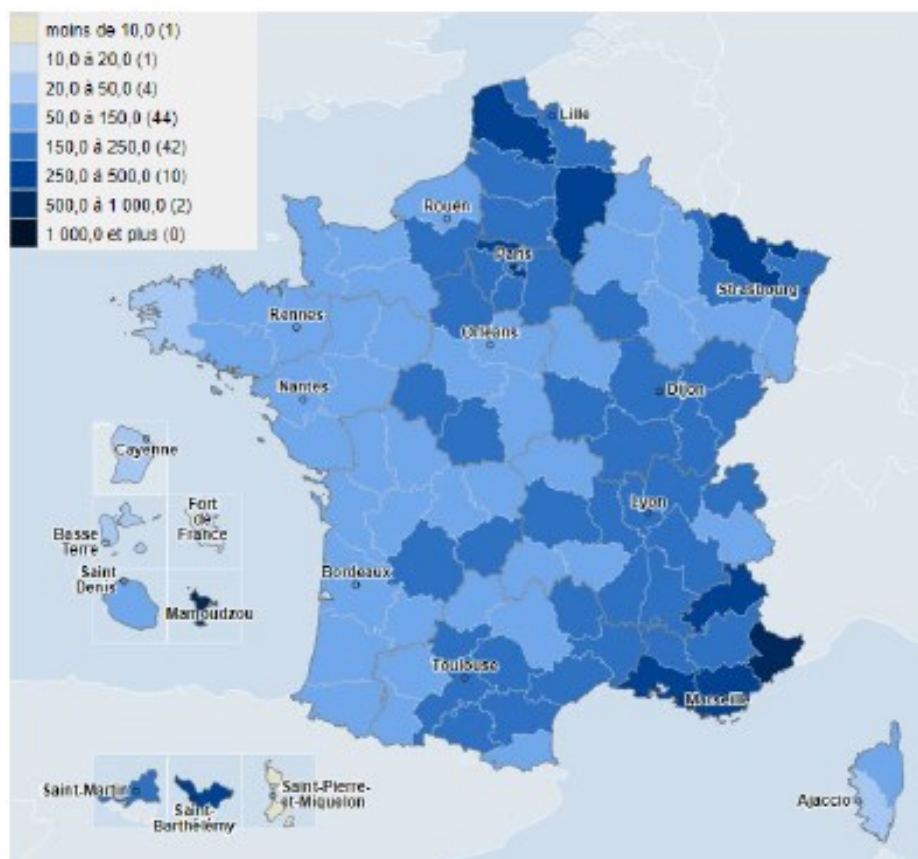 moins de 10,0 (1)
10,0 à 20,0 (1)
20,0 à 50,0 (4)
50,0 à 150,0 (44)
150,0 à 250,0 (42)
250,0 à 500,0 (10)
500,0 à 1 000,0 (2)
1 000,0 et plus (0)
Lille
Rouen
Paris
Strasbourg
Rennes
Orléans
Nantes
Dijon
Cayenne
Lyon
Fort
de
France
Basse
Terre
Saint
Denis
Bordeaux
Mamoudzou
Toulouse
Marseille
Saint-Martin
Saint-
Barthélémy
Saint-Pierre-
et-Miquelon
Ajaccio